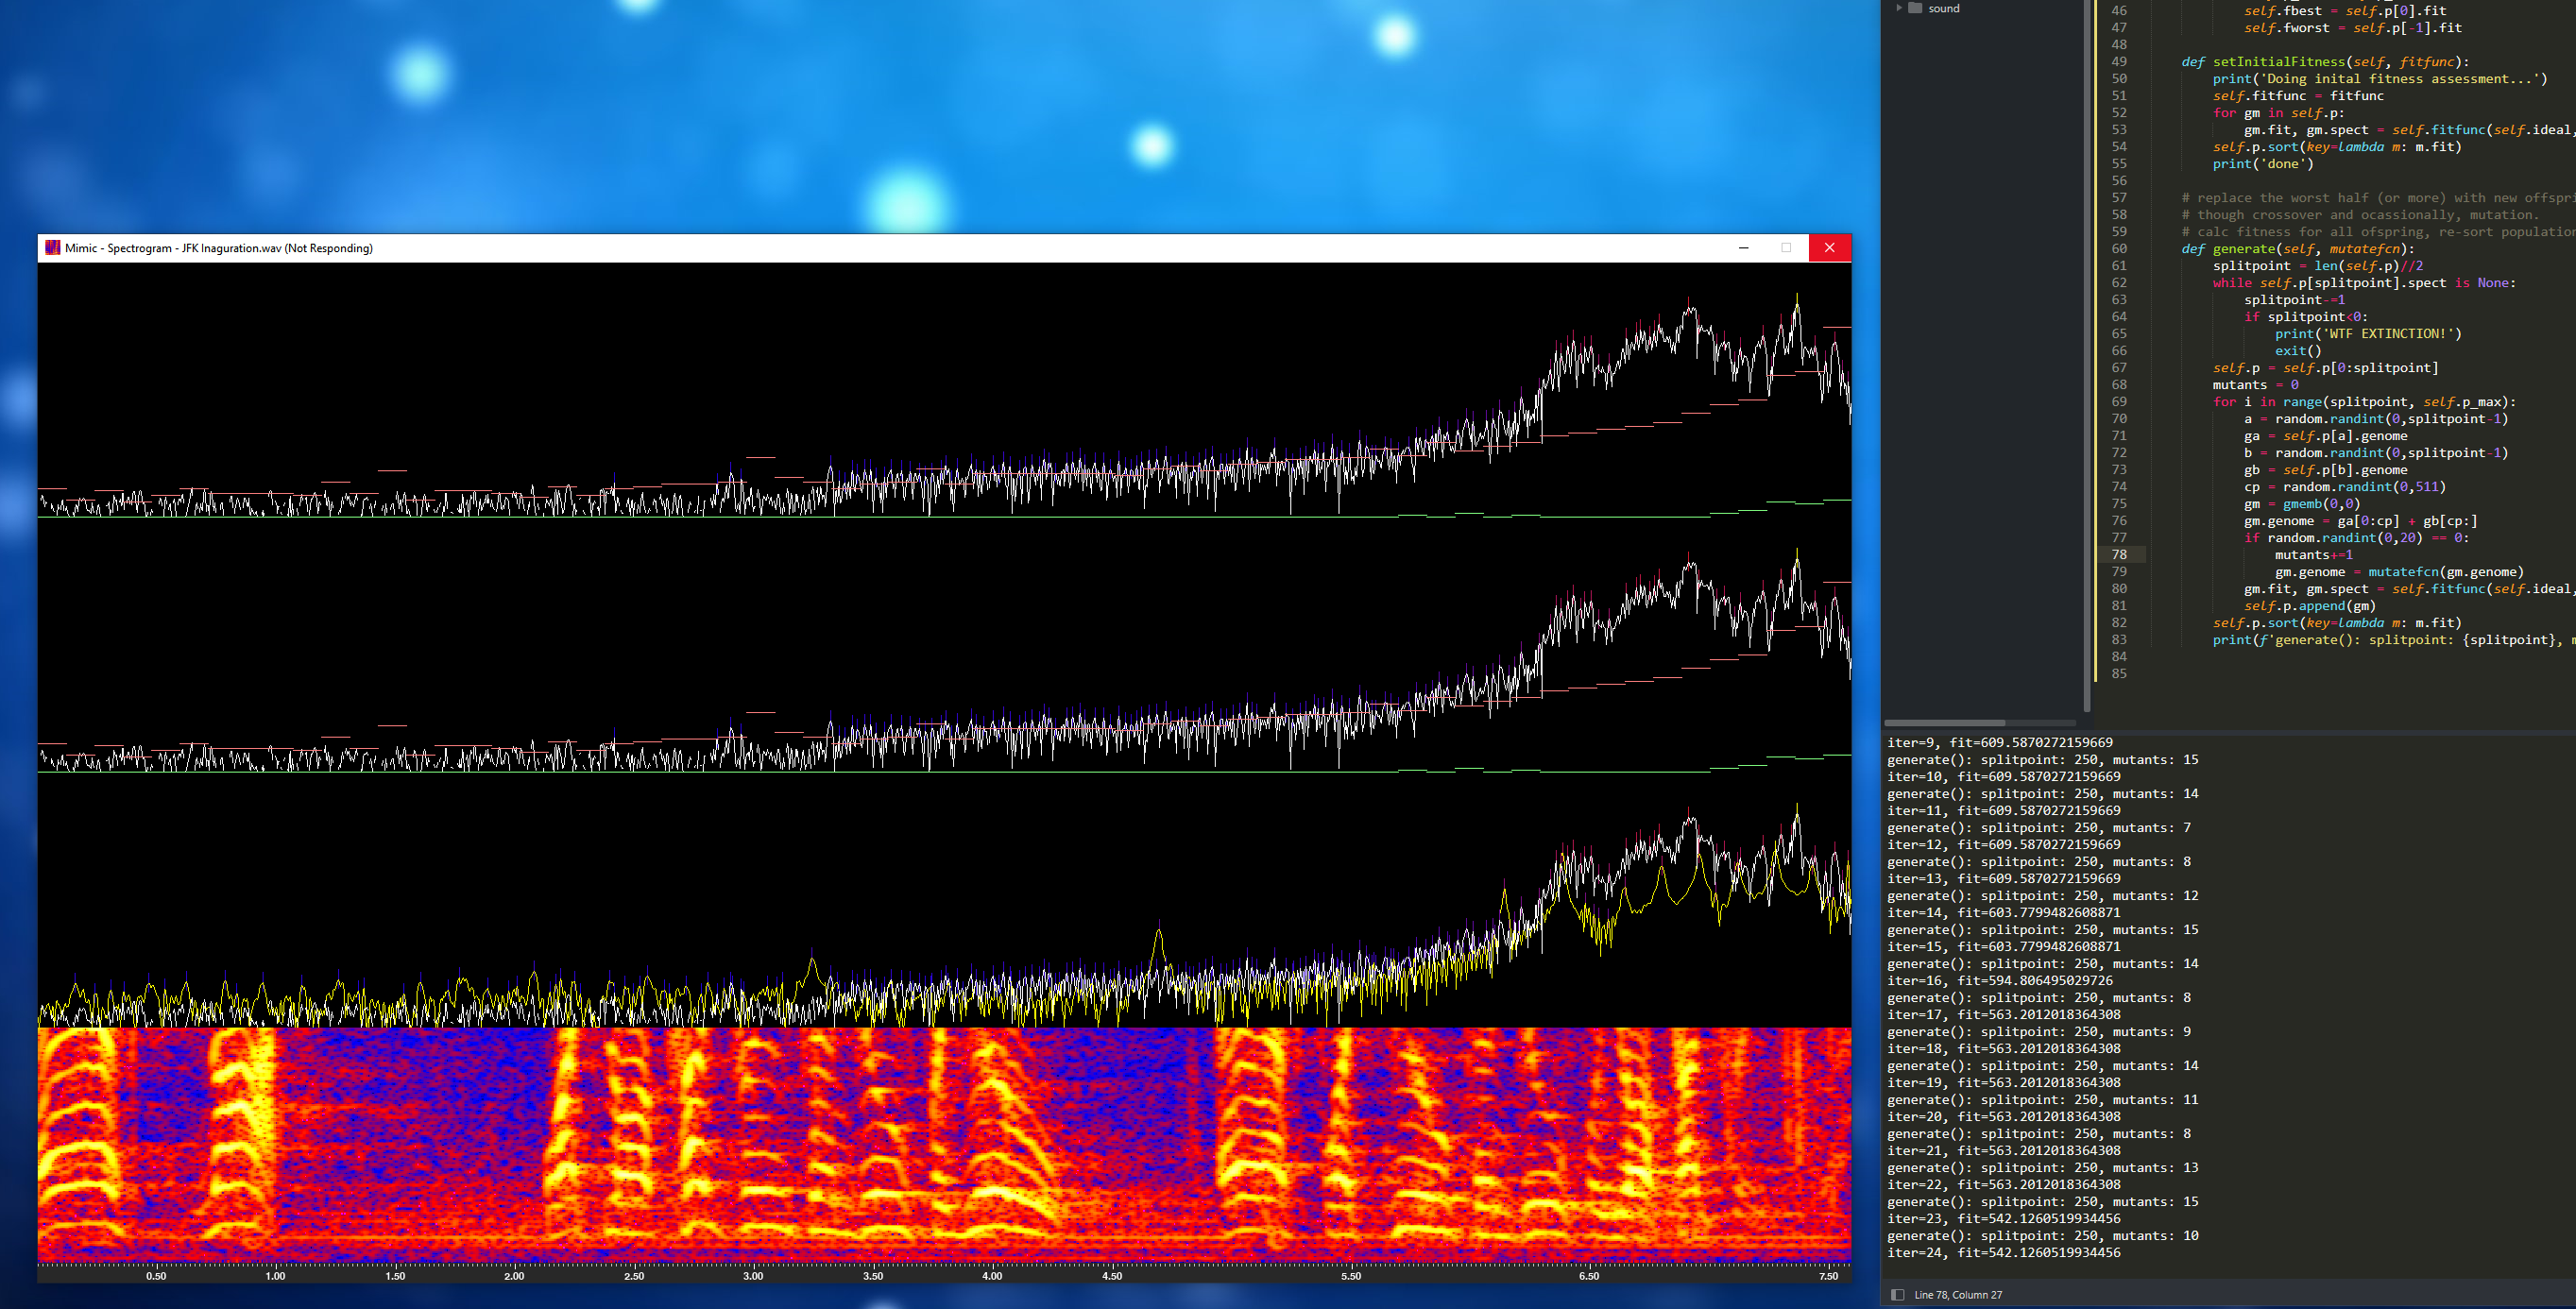 Mimic - Spectrogram - JFK Inaguration.wav (Not Responding)
0.50 1.00 1.50 2.00 2.50 3.00 3.50 4.00 4.50 5.50 6.50 7.50
sound
46 self.fbest = self.p[0].fit
47 self.fworst = self.p[-1].fit
48
49 def setInitialFitness(self, fitfunc):
50 print('Doing inital fitness assessment...')
51 self.fitfunc = fitfunc
52 for gm in self.p:
53 gm.fit, gm.spect = self.fitfunc(self.ideal,
54 self.p.sort(key=lambda m: m.fit)
55 print('done')
56
57 # replace the worst half (or more) with new offspri
58 # though crossover and ocassionally, mutation.
59 # calc fitness for all ofspring, re-sort population
60 def generate(self, mutatefcn):
61 splitpoint = len(self.p)//2
62 while self.p[splitpoint].spect is None:
63 splitpoint-=1
64 if splitpoint<0:
65 print('WTF EXTINCTION!')
66 exit()
67 self.p = self.p[0:splitpoint]
68 mutants = 0
69 for i in range(splitpoint, self.p_max):
70 a = random.randint(0,splitpoint-1)
71 ga = self.p[a].genome
72 b = random.randint(0,splitpoint-1)
73 gb = self.p[b].genome
74 cp = random.randint(0,511)
75 gm = gmemb(0,0)
76 gm.genome = ga[0:cp] + gb[cp:]
77 if random.randint(0,20) == 0:
78 mutants+=1
79 gm.genome = mutatefcn(gm.genome)
80 gm.fit, gm.spect = self.fitfunc(self.ideal,
81 self.p.append(gm)
82 self.p.sort(key=lambda m: m.fit)
83 print(f'generate(): splitpoint: {splitpoint}, m
84
85
iter=9, fit=609.5870272159669
generate(): splitpoint: 250, mutants: 15
iter=10, fit=609.5870272159669
generate(): splitpoint: 250, mutants: 14
iter=11, fit=609.5870272159669
generate(): splitpoint: 250, mutants: 7
iter=12, fit=609.5870272159669
generate(): splitpoint: 250, mutants: 8
iter=13, fit=609.5870272159669
generate(): splitpoint: 250, mutants: 12
iter=14, fit=603.7799482608871
generate(): splitpoint: 250, mutants: 15
iter=15, fit=603.7799482608871
generate(): splitpoint: 250, mutants: 14
iter=16, fit=594.806495029726
generate(): splitpoint: 250, mutants: 8
iter=17, fit=563.2012018364308
generate(): splitpoint: 250, mutants: 9
iter=18, fit=563.2012018364308
generate(): splitpoint: 250, mutants: 14
iter=19, fit=563.2012018364308
generate(): splitpoint: 250, mutants: 11
iter=20, fit=563.2012018364308
generate(): splitpoint: 250, mutants: 8
iter=21, fit=563.2012018364308
generate(): splitpoint: 250, mutants: 13
iter=22, fit=563.2012018364308
generate(): splitpoint: 250, mutants: 15
iter=23, fit=542.1260519934456
generate(): splitpoint: 250, mutants: 10
iter=24, fit=542.1260519934456
Line 78, Column 27